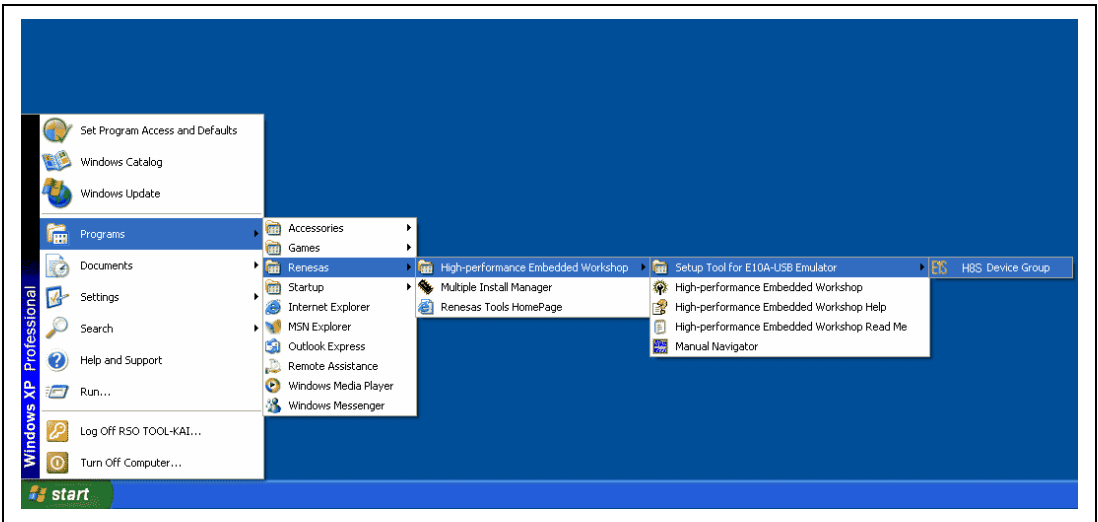 Set Program Access and Defaults
Windows Catalog
Windows Update
Programs
Documents
Settings
Search
Help and Support
Run...
Log Off RSO TOOL-KAI...
Turn Off Computer...
Windows XP Professional
start
Accessories
Games
Renesas
Startup
Internet Explorer
MSN Explorer
Outlook Express
Remote Assistance
Windows Media Player
Windows Messenger
High-performance Embedded Workshop
Multiple Install Manager
Renesas Tools HomePage
Setup Tool for E10A-USB Emulator
High-performance Embedded Workshop
High-performance Embedded Workshop Help
High-performance Embedded Workshop Read Me
Manual Navigator
H8S Device Group